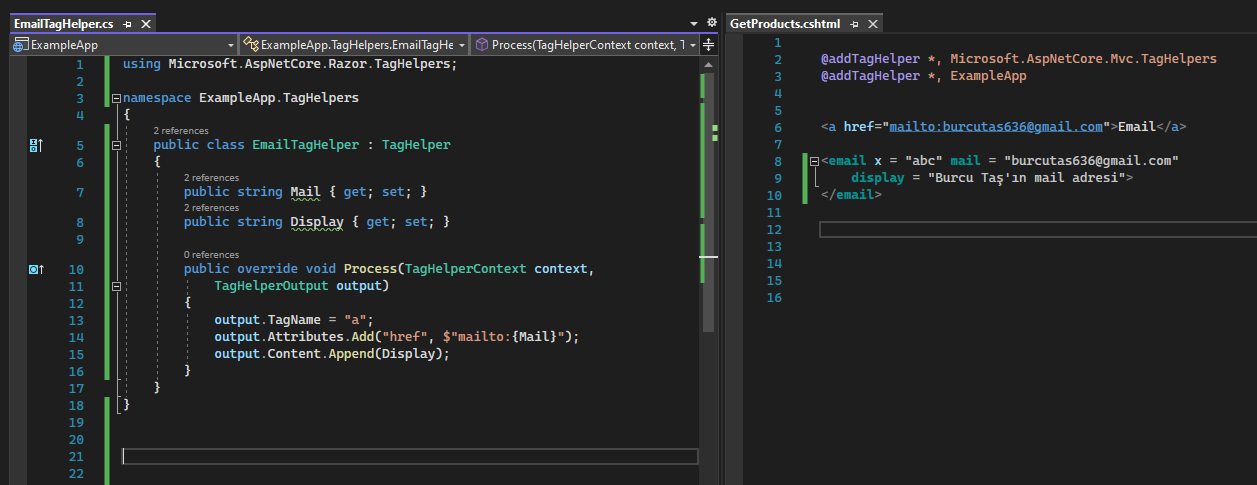 EmailTagHelper.cs
ExampleApp
ExampleApp.TagHelpers.EmailTagHe
Process(TagHelperContext context, T
1 using Microsoft.AspNetCore.Razor.TagHelpers;
2
3 namespace ExampleApp.TagHelpers
4 {
2 references
5 public class EmailTagHelper : TagHelper
6 {
2 references
7 public string Mail { get; set; }
2 references
8 public string Display { get; set; }
9
0 references
10 public override void Process(TagHelperContext context,
11 TagHelperOutput output)
12 {
13 output.TagName = "a";
14 output.Attributes.Add("href", $"mailto:{Mail}");
15 output.Content.Append(Display);
16 }
17 }
18 }
19
20
21
22
GetProducts.cshtml
1
2 @addTagHelper *, Microsoft.AspNetCore.Mvc.TagHelpers
3 @addTagHelper *, ExampleApp
4
5
6 <a href="mailto:burcutas636@gmail.com">Email</a>
7
8 <email x = "abc" mail = "burcutas636@gmail.com"
9 display = "Burcu Taş'ın mail adresi">
10 </email>
11
12
13
14
15
16